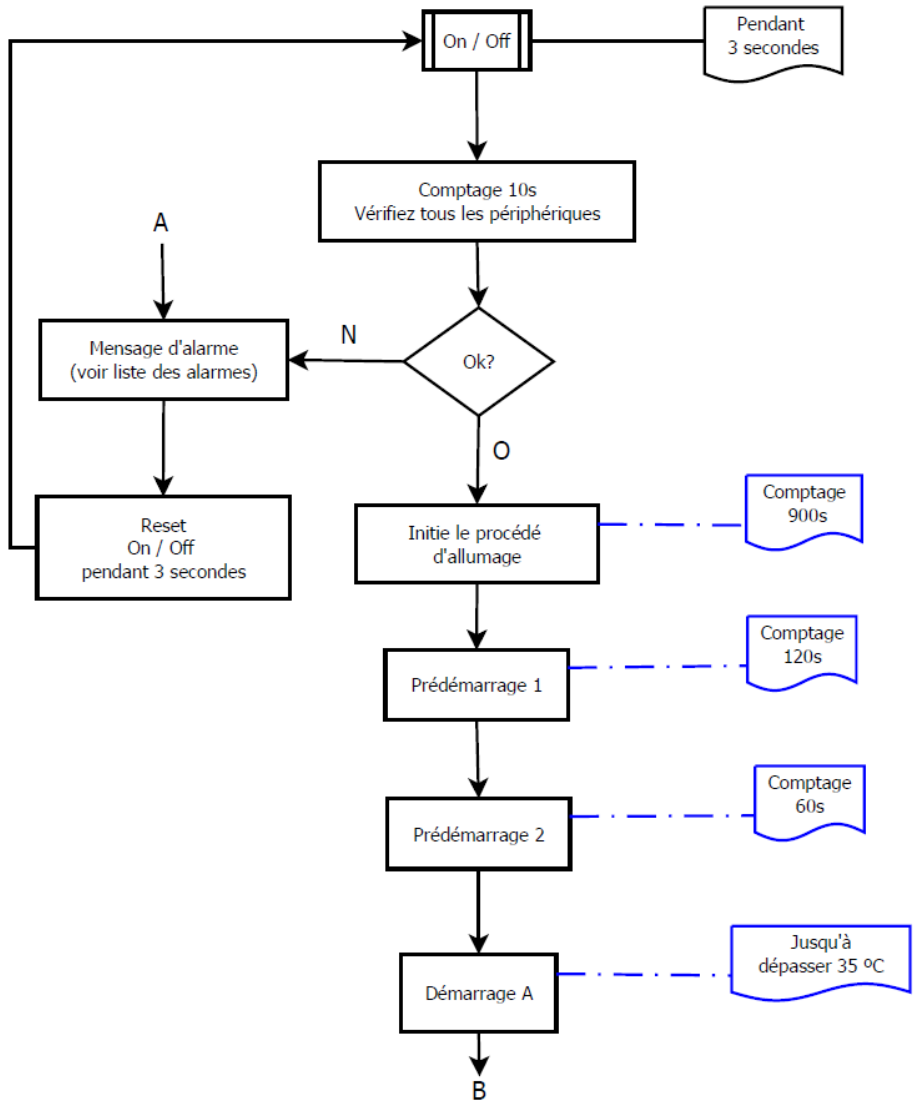 On / Off
Pendant
3 secondes
Comptage 10s
Vérifiez tous les périphériques
A
Mensage d'alarme
(voir liste des alarmes)
N
Ok?
O
Reset
On / Off
pendant 3 secondes
Initie le procédé
d'allumage
Comptage
900s
Prédémarrage 1
Comptage
120s
Prédémarrage 2
Comptage
60s
Démarrage A
Jusqu'à
dépasser 35 ºC
B